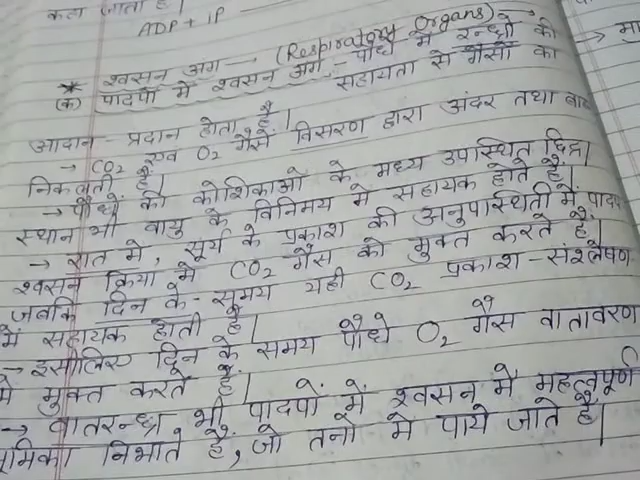 कहा जाता है।
ADP + iP
* श्वसन अंग → (Respiratory Organs) →
(क) पादपों में श्वसन अंग - पौधे में रन्ध्रों की
सहायता से गैसों का
आदान प्रदान होता है।
→ CO₂ एवं O₂ गैसें विसरण द्वारा अंदर तथा बाहर
निकलती हैं।
→ पौधों की कोशिकाओं के मध्य उपस्थित रिक्त
स्थान भी वायु के विनिमय में सहायक होते हैं।
→ रात में, सूर्य के प्रकाश की अनुपस्थिती में, पादप
श्वसन क्रिया में CO₂ गैस को मुक्त करते हैं।
जबकि दिन के - समय यही CO₂ प्रकाश - संश्लेषण
में सहायक होती है।
→ इसीलिए दिन के समय पौधे O₂ गैस वातावरण
में मुक्त करते हैं।
→ वातरन्ध्र भी पादपों में श्वसन में महत्वपूर्ण
भूमिका निभाते हैं, जो तनों में पाये जाते हैं।